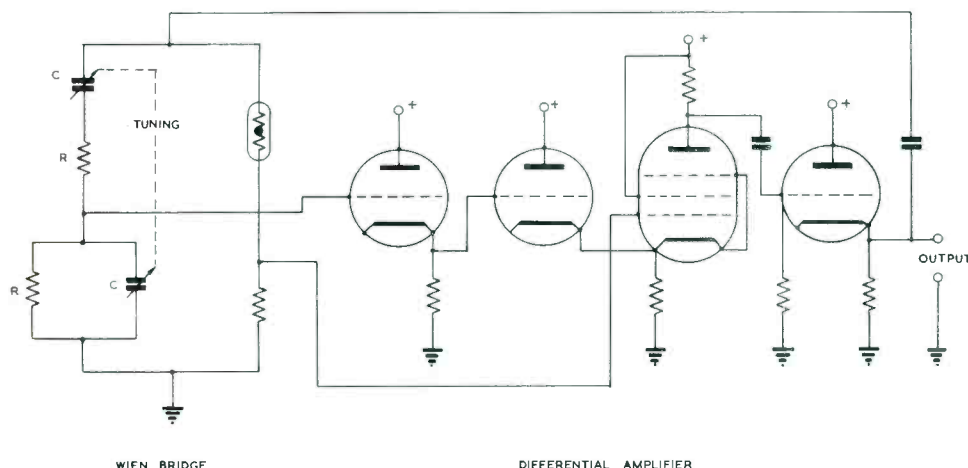 +
C
+
+
+
TUNING
R
R
C
OUTPUT
WIEN BRIDGE
DIFFERENTIAL AMPLIFIER